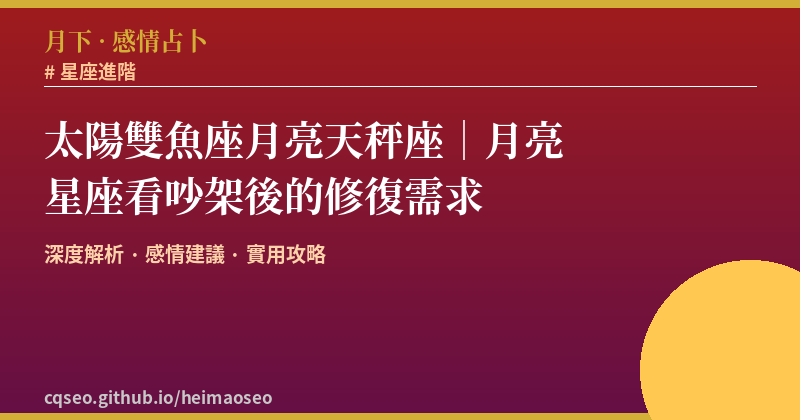 月下 · 感情占卜
# 星座進階
太陽雙魚座月亮天秤座｜月亮
星座看吵架後的修復需求
深度解析 · 感情建議 · 實用攻略
cqseo.github.io/heimaoseo